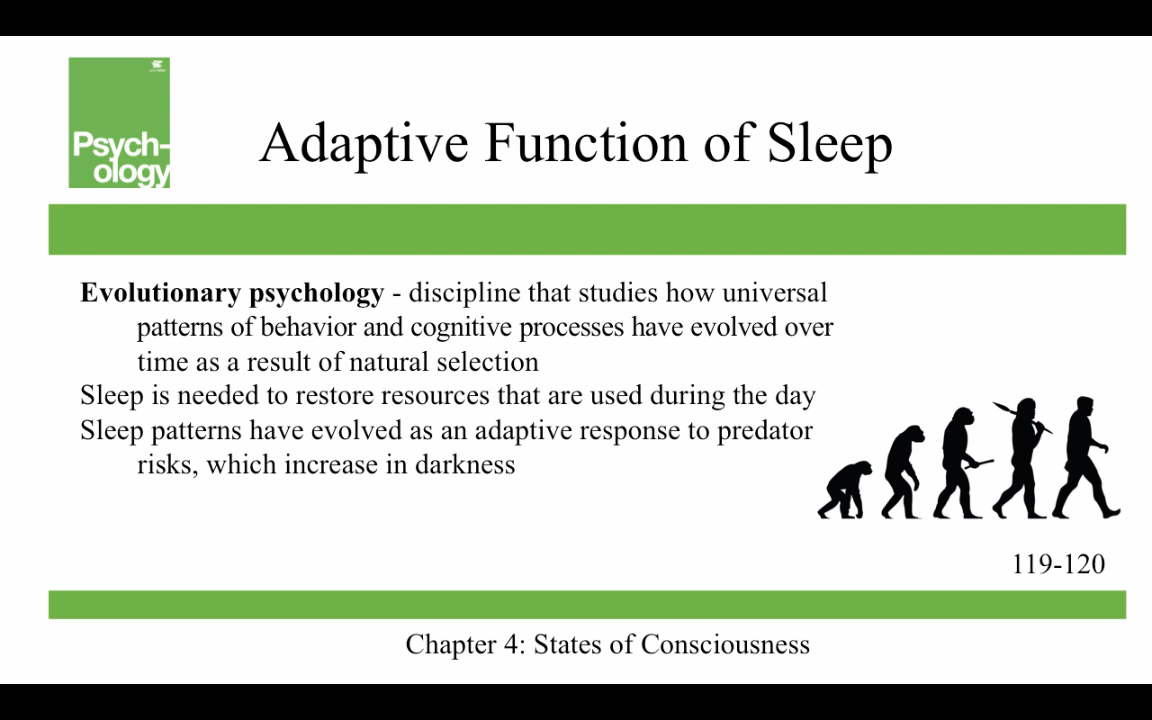 Psych-
ology
Adaptive Function of Sleep
Evolutionary psychology - discipline that studies how universal
patterns of behavior and cognitive processes have evolved over
time as a result of natural selection
Sleep is needed to restore resources that are used during the day
Sleep patterns have evolved as an adaptive response to predator
risks, which increase in darkness
119-120
Chapter 4: States of Consciousness